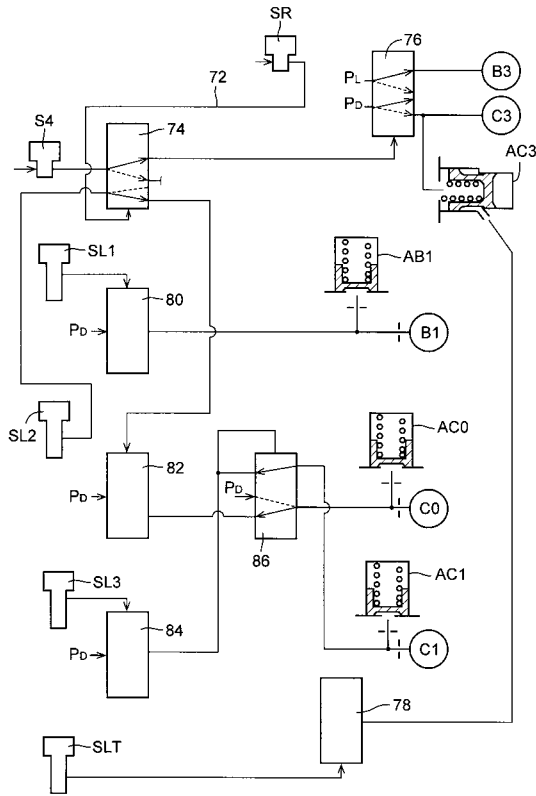 SR
76
72
PL
B3
S4
74
PD
C3
AC3
SL1
AB1
80
PD
B1
SL2
AC0
82
PD
PD
C0
86
SL3
AC1
84
PD
C1
78
SLT